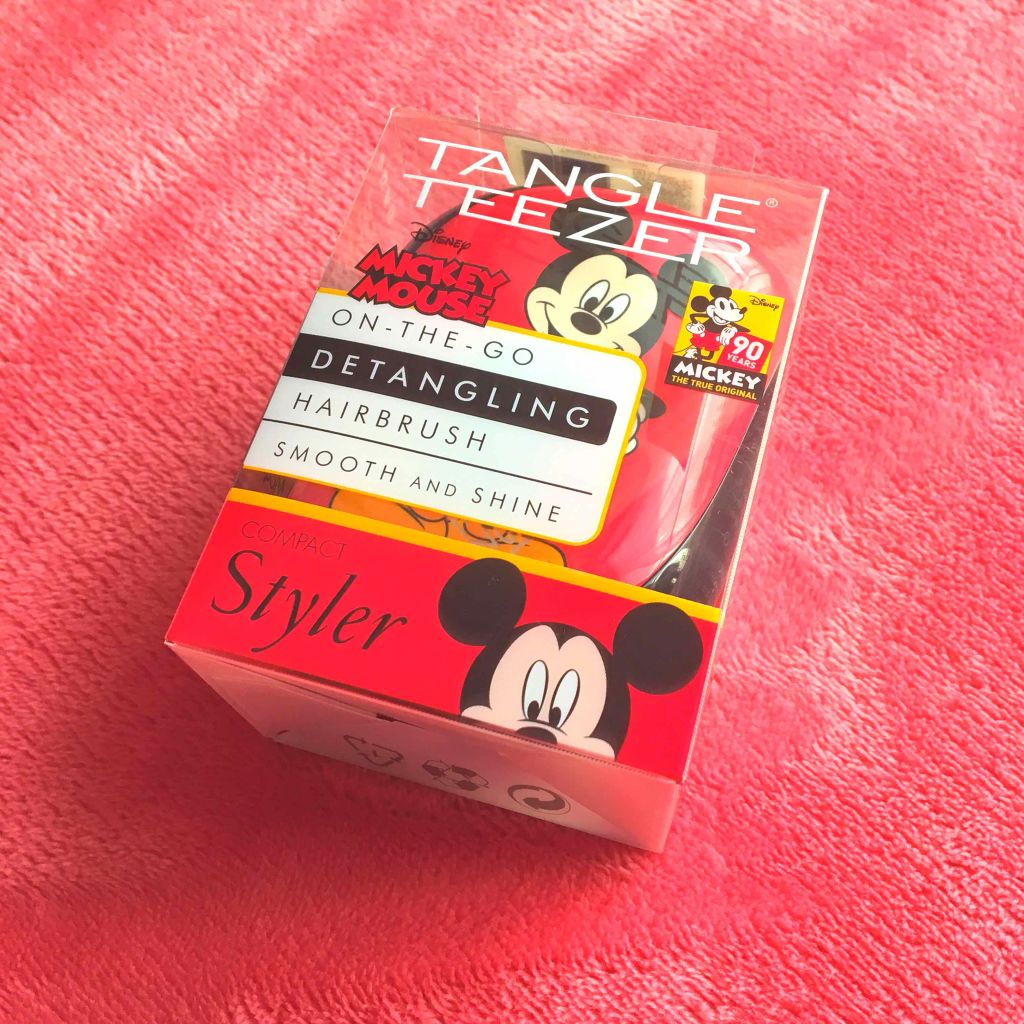 TANGLE
TEEZER®
Disney
MICKEY
MOUSE
ON-THE-GO
DETANGLING
HAIRBRUSH
SMOOTH AND SHINE
Disney
90
YEARS
MICKEY
THE TRUE ORIGINAL
COMPACT
Styler